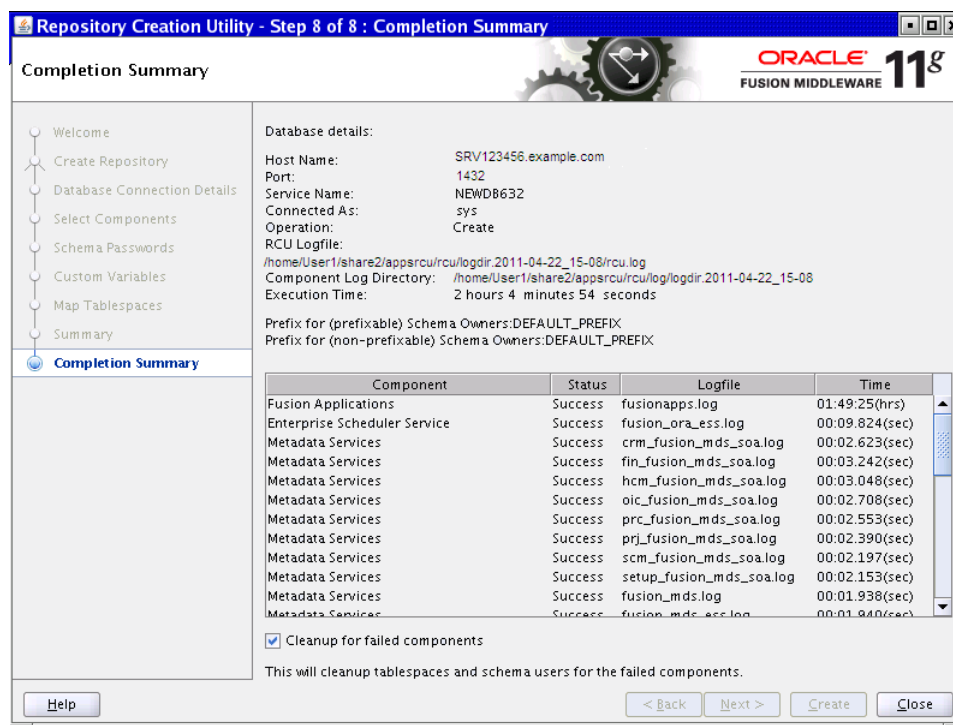 Repository Creation Utility - Step 8 of 8 : Completion Summary
Completion Summary
ORACLE
FUSION MIDDLEWARE
11g
Welcome
Create Repository
Database Connection Details
Select Components
Schema Passwords
Custom Variables
Map Tablespaces
Summary
Completion Summary
Database details:
Host Name: SRV123456.example.com
Port: 1432
Service Name: NEWDB632
Connected As: sys
Operation: Create
RCU Logfile:
/home/User1/share2/appsrcu/rcu/logdir.2011-04-22_15-08/rcu.log
Component Log Directory: /home/User1/share2/appsrcu/rcu/log/logdir.2011-04-22_15-08
Execution Time: 2 hours 4 minutes 54 seconds
Prefix for (prefixable) Schema Owners:DEFAULT_PREFIX
Prefix for (non-prefixable) Schema Owners:DEFAULT_PREFIX
Component Status Logfile Time
Fusion Applications Success fusionapps.log 01:49:25(hrs)
Enterprise Scheduler Service Success fusion_ora_ess.log 00:09.824(sec)
Metadata Services Success crm_fusion_mds_soa.log 00:02.623(sec)
Metadata Services Success fin_fusion_mds_soa.log 00:03.242(sec)
Metadata Services Success hcm_fusion_mds_soa.log 00:03.048(sec)
Metadata Services Success oic_fusion_mds_soa.log 00:02.708(sec)
Metadata Services Success prc_fusion_mds_soa.log 00:02.553(sec)
Metadata Services Success prj_fusion_mds_soa.log 00:02.390(sec)
Metadata Services Success scm_fusion_mds_soa.log 00:02.197(sec)
Metadata Services Success setup_fusion_mds_soa.log 00:02.153(sec)
Metadata Services Success fusion_mds.log 00:01.938(sec)
Metadata Services Success fusion_mds_ess.log 00:01.940(sec)
Cleanup for failed components
This will cleanup tablespaces and schema users for the failed components.
Help
< Back
Next >
Create
Close